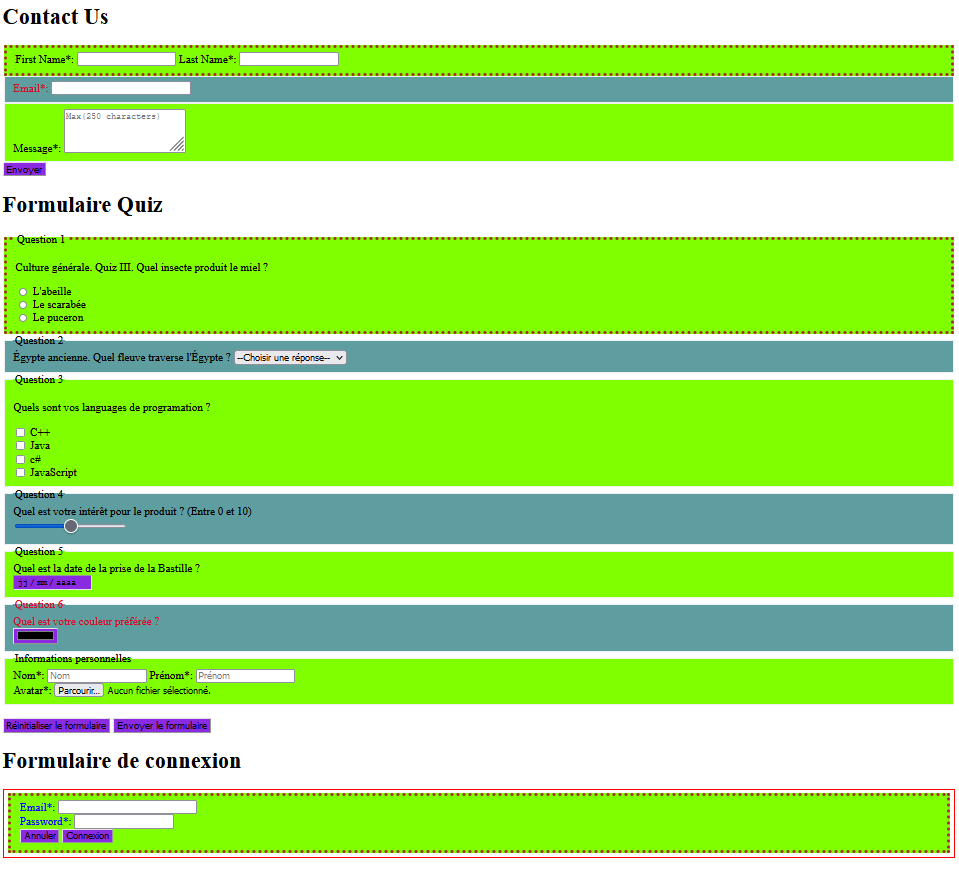 Contact Us
First Name*: Last Name*:
Email*:
Max(250 characters)
Message*:
Envoyer
Formulaire Quiz
Question 1
Culture générale. Quiz III. Quel insecte produit le miel ?
L'abeille
Le scarabée
Le puceron
Question 2
Égypte ancienne. Quel fleuve traverse l'Égypte ? --Choisir une réponse--
Question 3
Quels sont vos languages de programation ?
C++
Java
c#
JavaScript
Question 4
Quel est votre intérêt pour le produit ? (Entre 0 et 10)
Question 5
Quel est la date de la prise de la Bastille ?
jj / mm / aaaa
Question 6
Quel est votre couleur préférée ?
Informations personnelles
Nom*: Nom Prénom*: Prénom
Avatar*: Parcourir... Aucun fichier sélectionné.
Réinitialiser le formulaire Envoyer le formulaire
Formulaire de connexion
Email*:
Password*:
Annuler Connexion